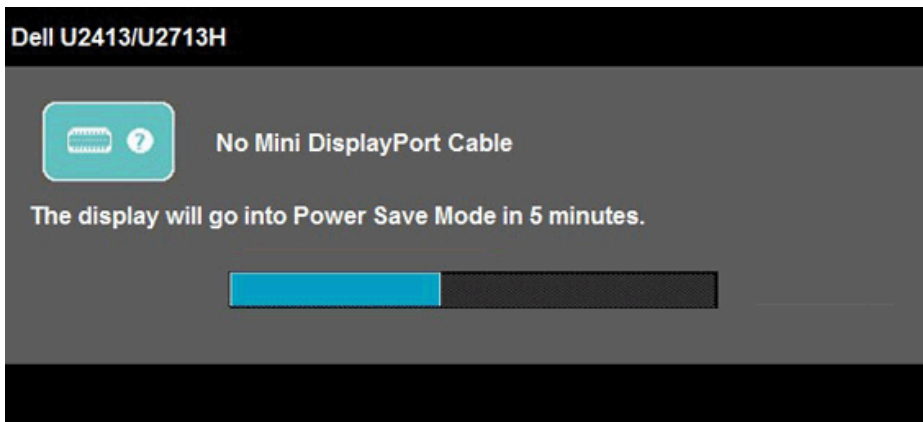 Dell U2413/U2713H
?
No Mini DisplayPort Cable
The display will go into Power Save Mode in 5 minutes.